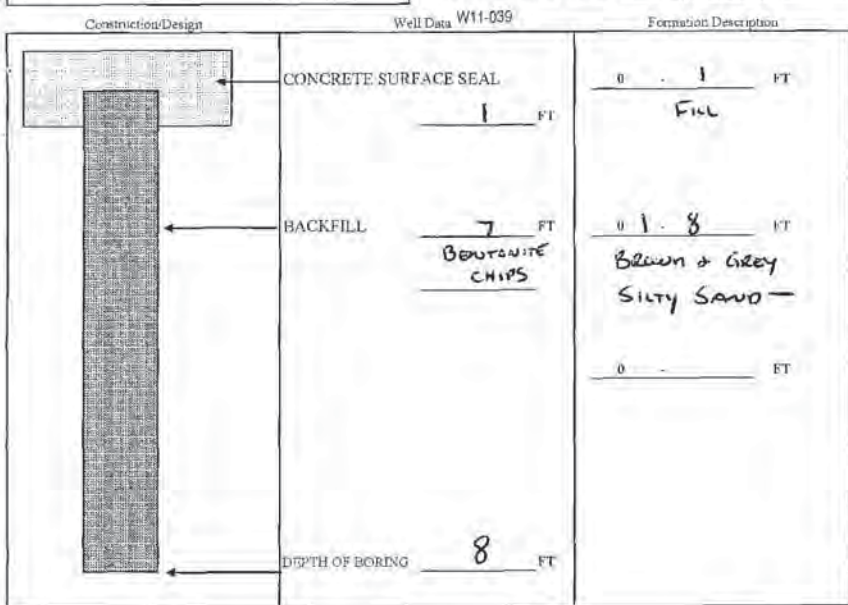 Construction/Design
Well Data W11-039
Formation Description
CONCRETE SURFACE SEAL
1 FT
0 - 1 FT
FILL
BACKFILL
7 FT
BENTONITE
CHIPS
0 1 - 8 FT
BROWN & GREY
SILTY SAND —
0 - FT
DEPTH OF BORING 8 FT